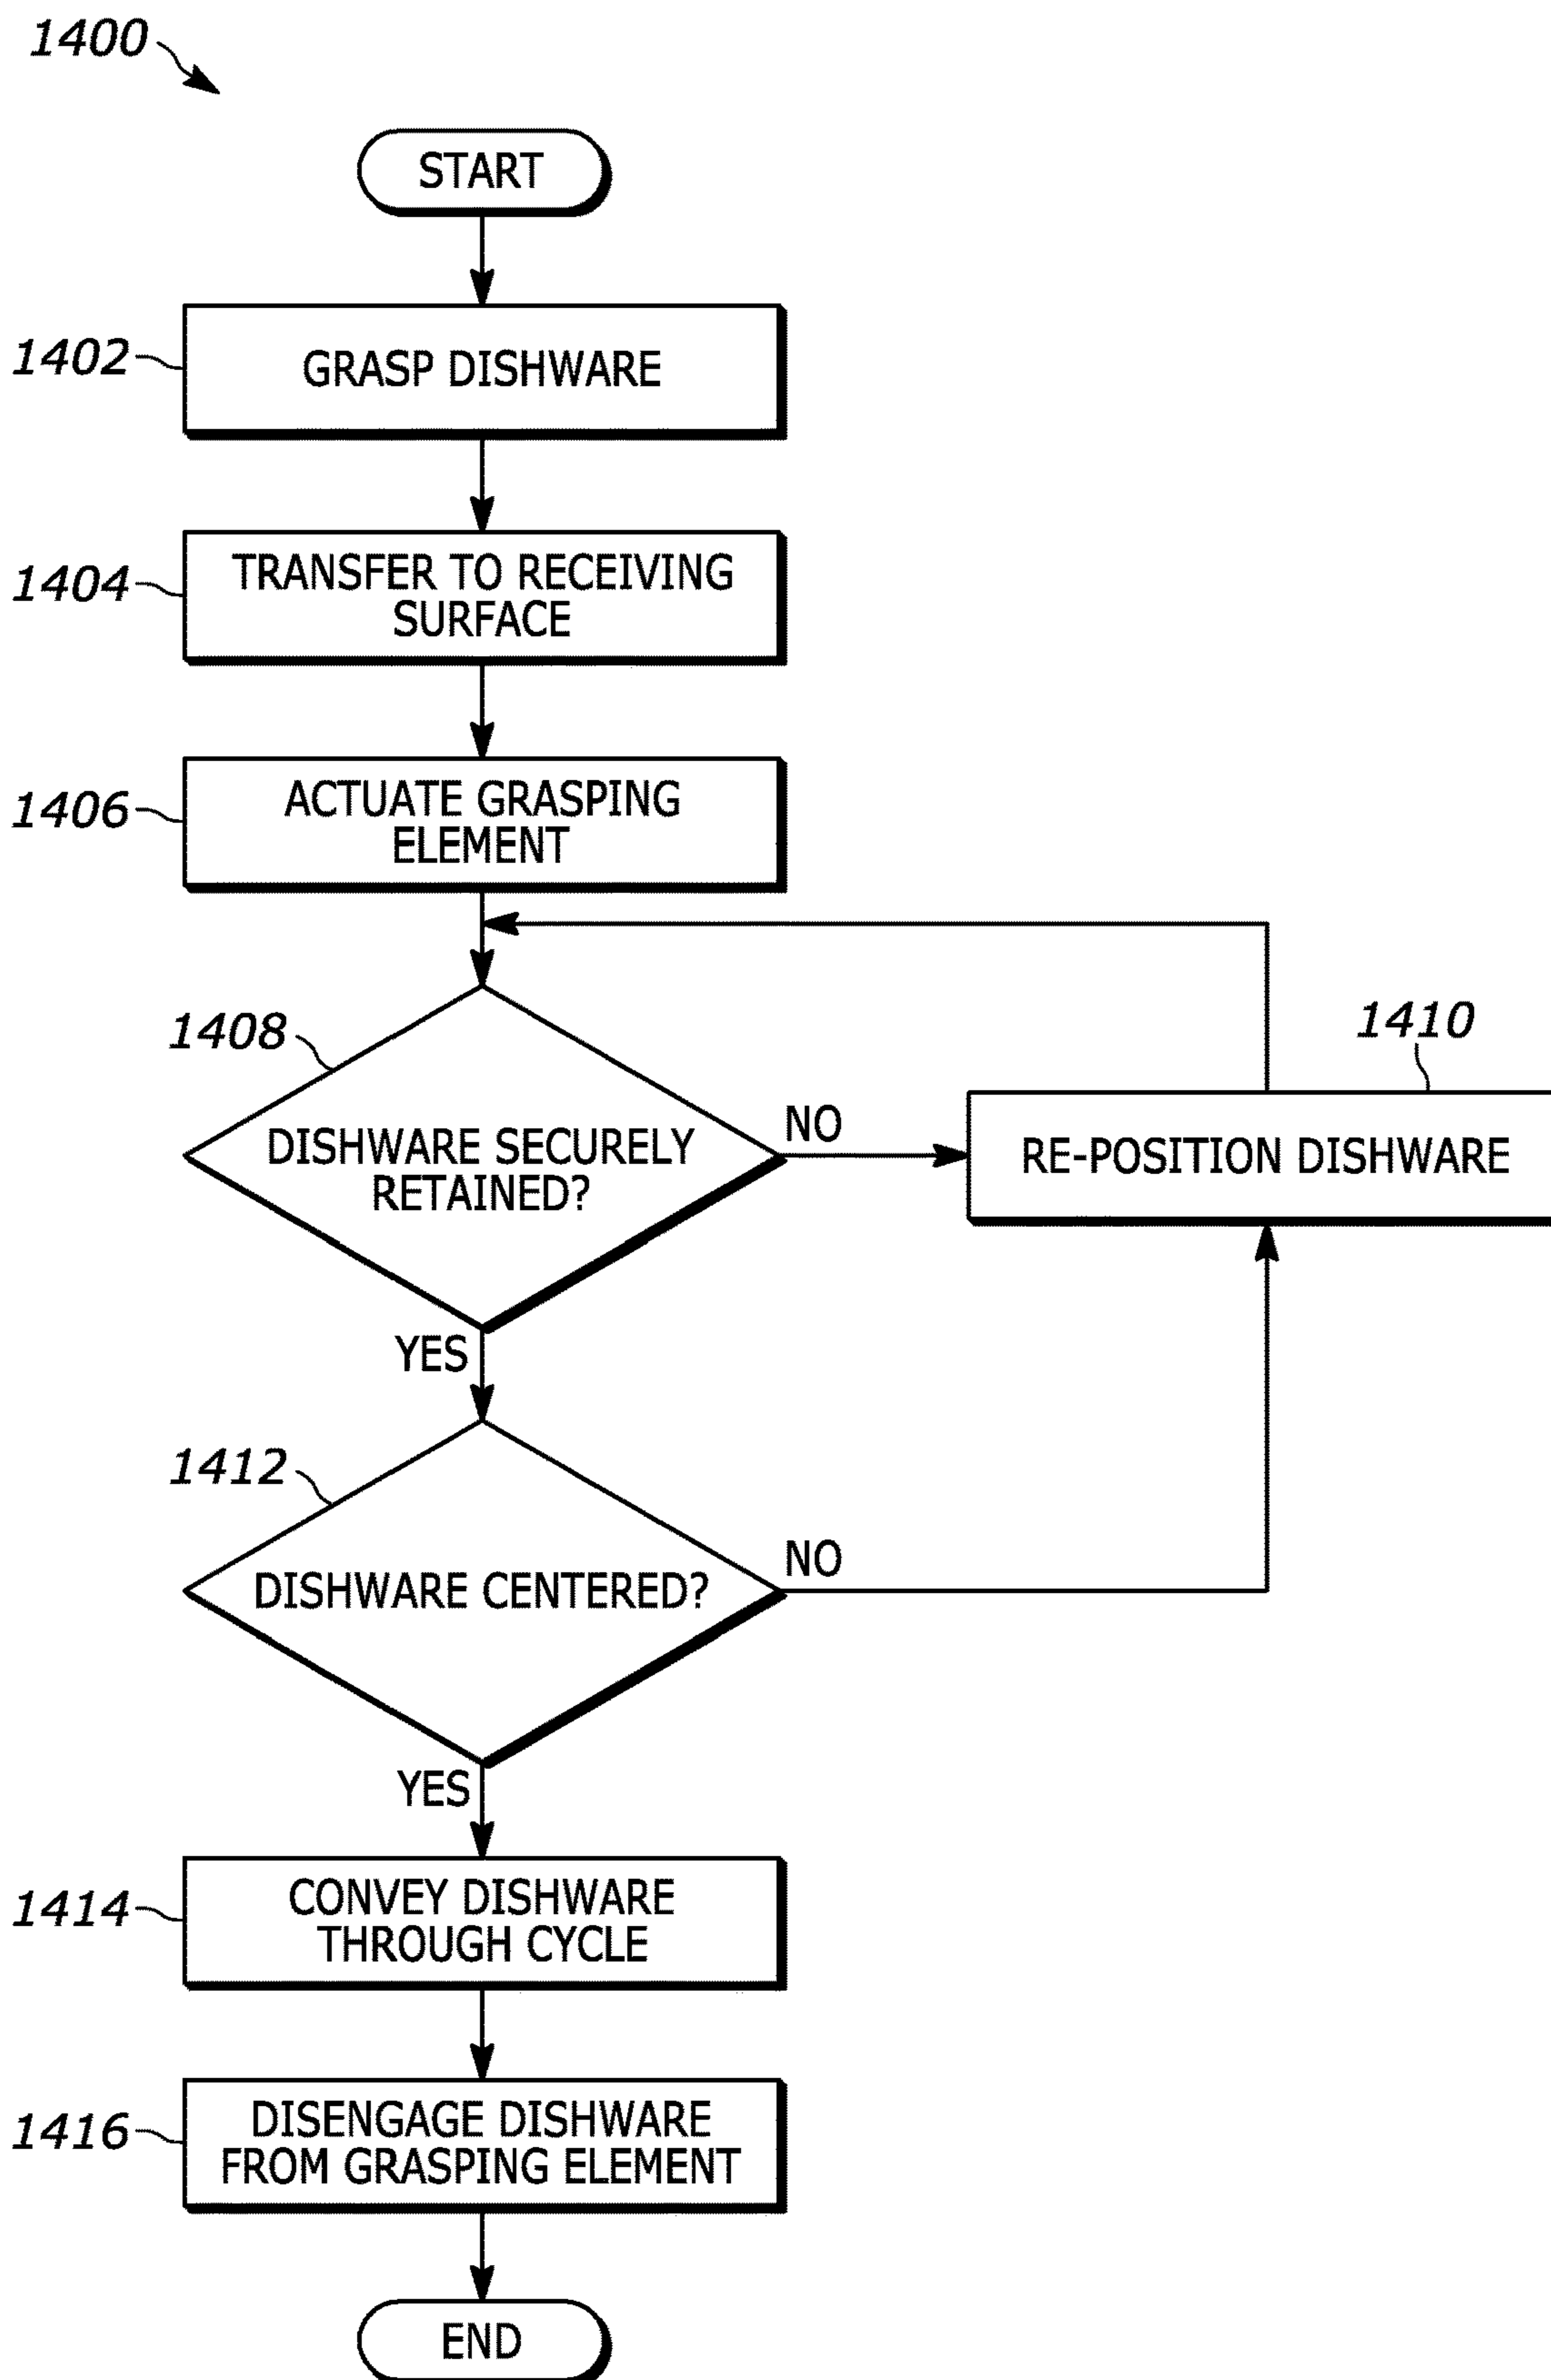 1400
START
1402
GRASP DISHWARE
1404
TRANSFER TO RECEIVING
SURFACE
1406
ACTUATE GRASPING
ELEMENT
1408
DISHWARE SECURELY
RETAINED?
NO
1410
RE-POSITION DISHWARE
YES
1412
DISHWARE CENTERED?
NO
YES
1414
CONVEY DISHWARE
THROUGH CYCLE
1416
DISENGAGE DISHWARE
FROM GRASPING ELEMENT
END